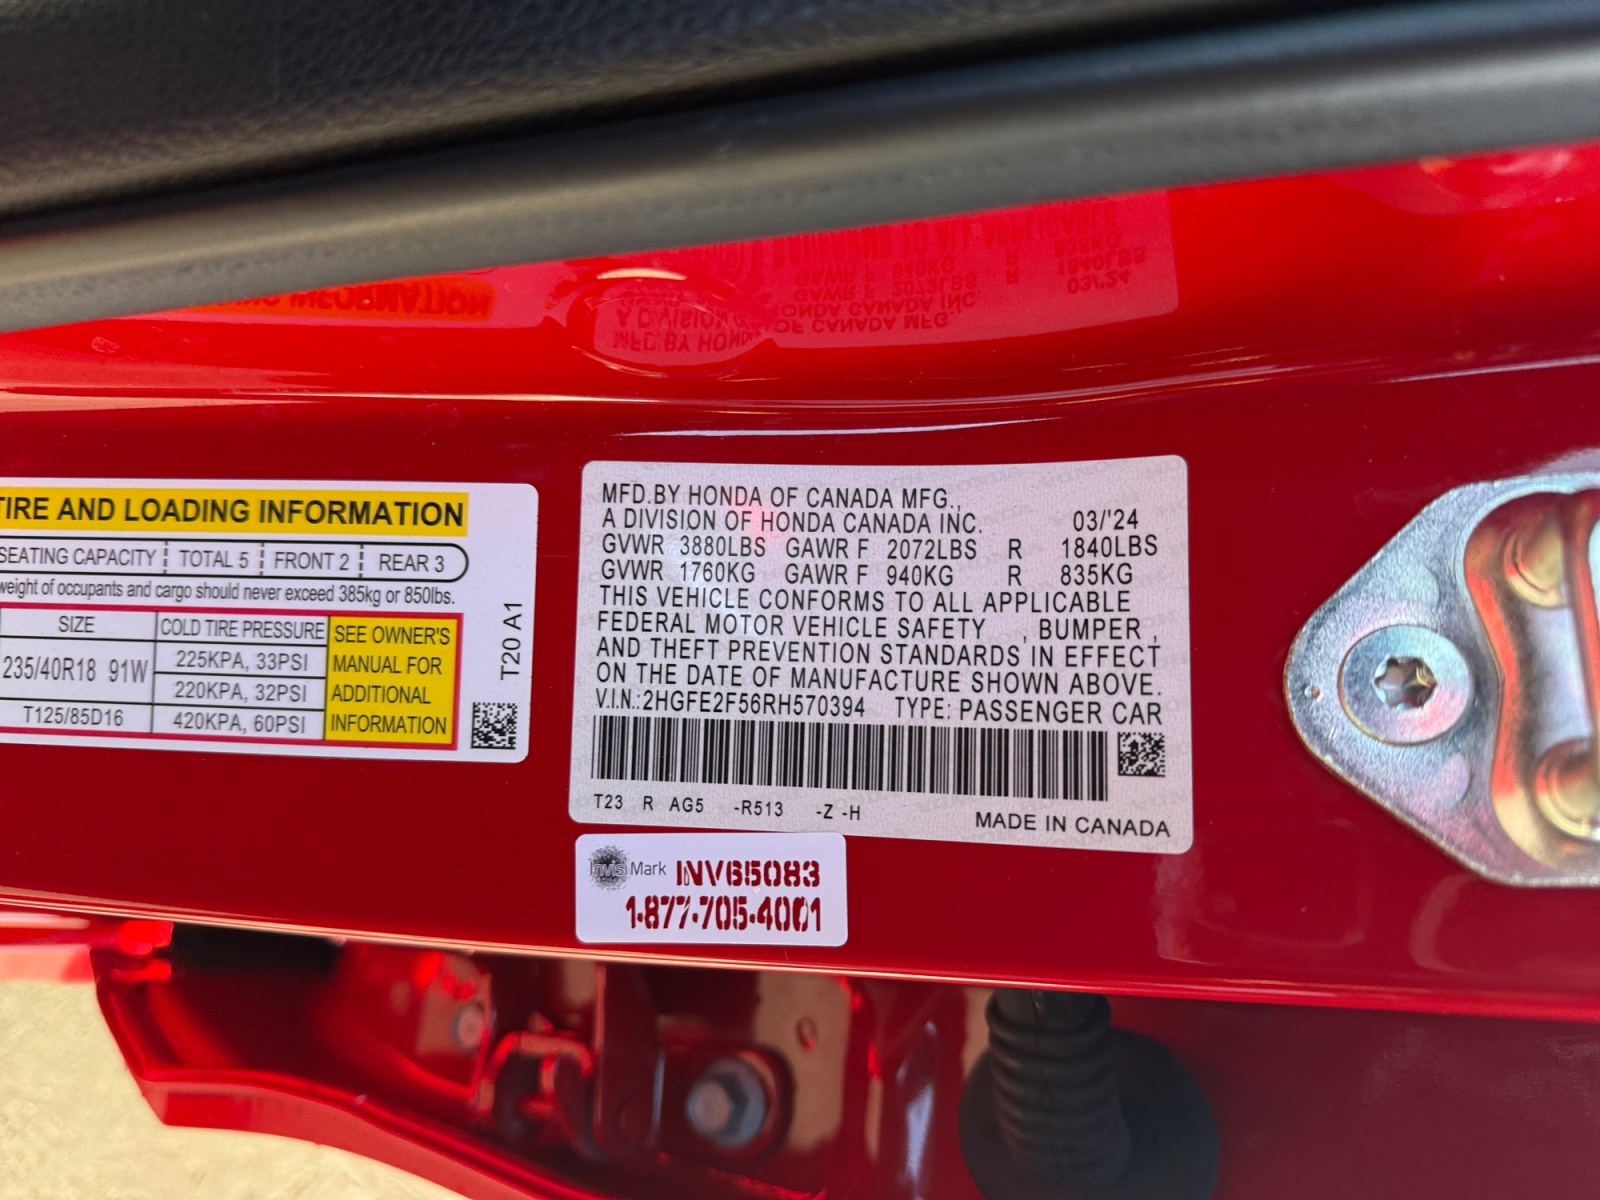 TIRE AND LOADING INFORMATION
SEATING CAPACITY TOTAL 5 FRONT 2 REAR 3
weight of occupants and cargo should never exceed 385kg or 850lbs.
SIZE COLD TIRE PRESSURE
235/40R18 91W
225KPA, 33PSI
220KPA, 32PSI
T125/85D16 420KPA, 60PSI
SEE OWNER'S
MANUAL FOR
ADDITIONAL
INFORMATION
T20 A1
MFD.BY HONDA OF CANADA MFG.,
A DIVISION OF HONDA CANADA INC. 03/'24
GVWR 3880LBS GAWR F 2072LBS R 1840LBS
GVWR 1760KG GAWR F 940KG R 835KG
THIS VEHICLE CONFORMS TO ALL APPLICABLE
FEDERAL MOTOR VEHICLE SAFETY , BUMPER ,
AND THEFT PREVENTION STANDARDS IN EFFECT
ON THE DATE OF MANUFACTURE SHOWN ABOVE.
V.I.N.:2HGFE2F56RH570394 TYPE: PASSENGER CAR
T23 R AG5 -R513 -Z -H
MADE IN CANADA
InvisiMark INV65083
1-877-705-4001